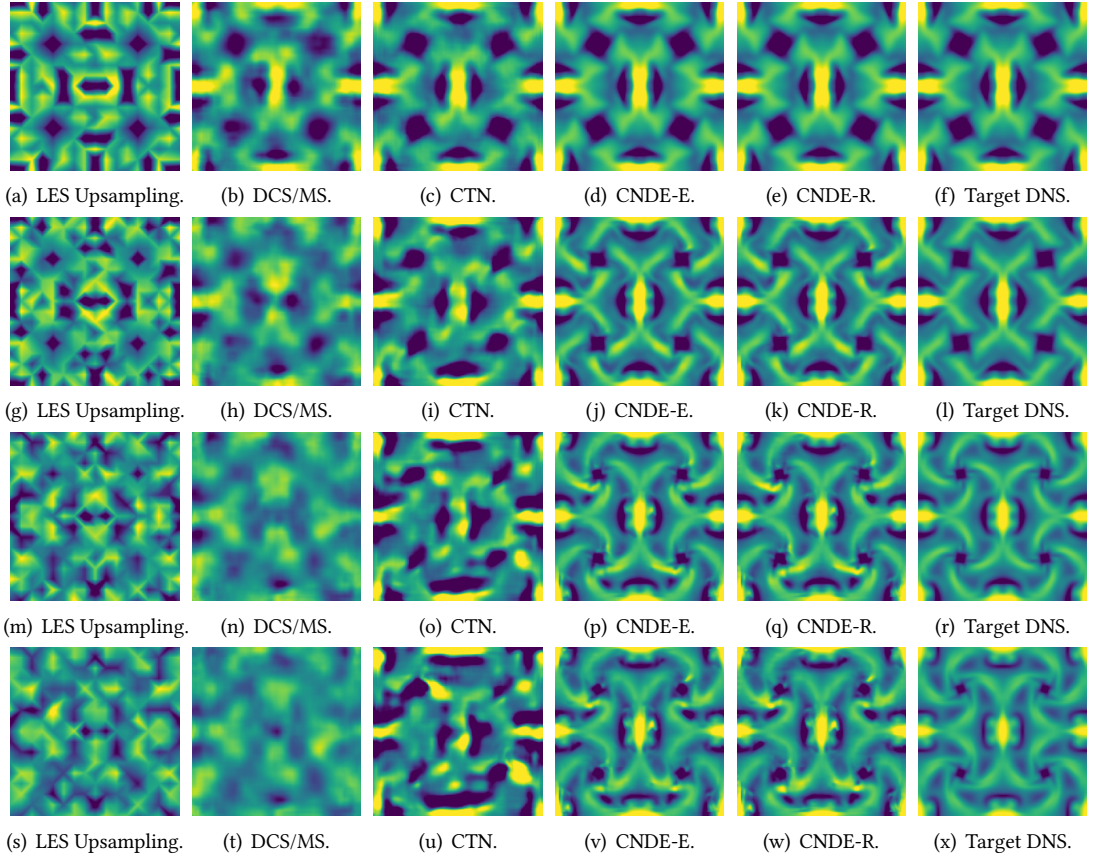 (a) LES Upsampling. (b) DCS/MS. (c) CTN. (d) CNDE-E. (e) CNDE-R. (f) Target DNS.
(g) LES Upsampling. (h) DCS/MS. (i) CTN. (j) CNDE-E. (k) CNDE-R. (l) Target DNS.
(m) LES Upsampling. (n) DCS/MS. (o) CTN. (p) CNDE-E. (q) CNDE-R. (r) Target DNS.
(s) LES Upsampling. (t) DCS/MS. (u) CTN. (v) CNDE-E. (w) CNDE-R. (x) Target DNS.